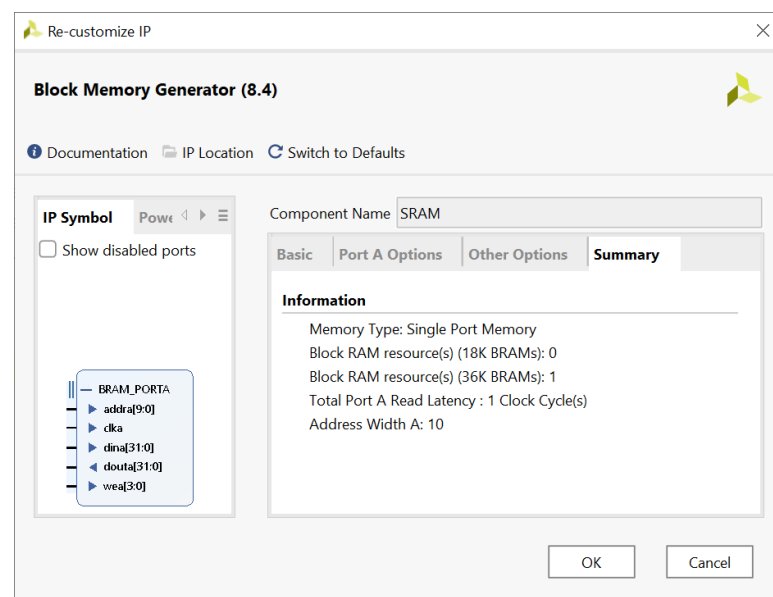 Re-customize IP
Block Memory Generator (8.4)
Documentation IP Location Switch to Defaults
IP Symbol
Show disabled ports
BRAM_PORTA
addra[9:0]
clka
dina[31:0]
douta[31:0]
wea[3:0]
Component Name SRAM
Basic Port A Options Other Options Summary
Information
Memory Type: Single Port Memory
Block RAM resource(s) (18K BRAMs): 0
Block RAM resource(s) (36K BRAMs): 1
Total Port A Read Latency : 1 Clock Cycle(s)
Address Width A: 10
OK Cancel